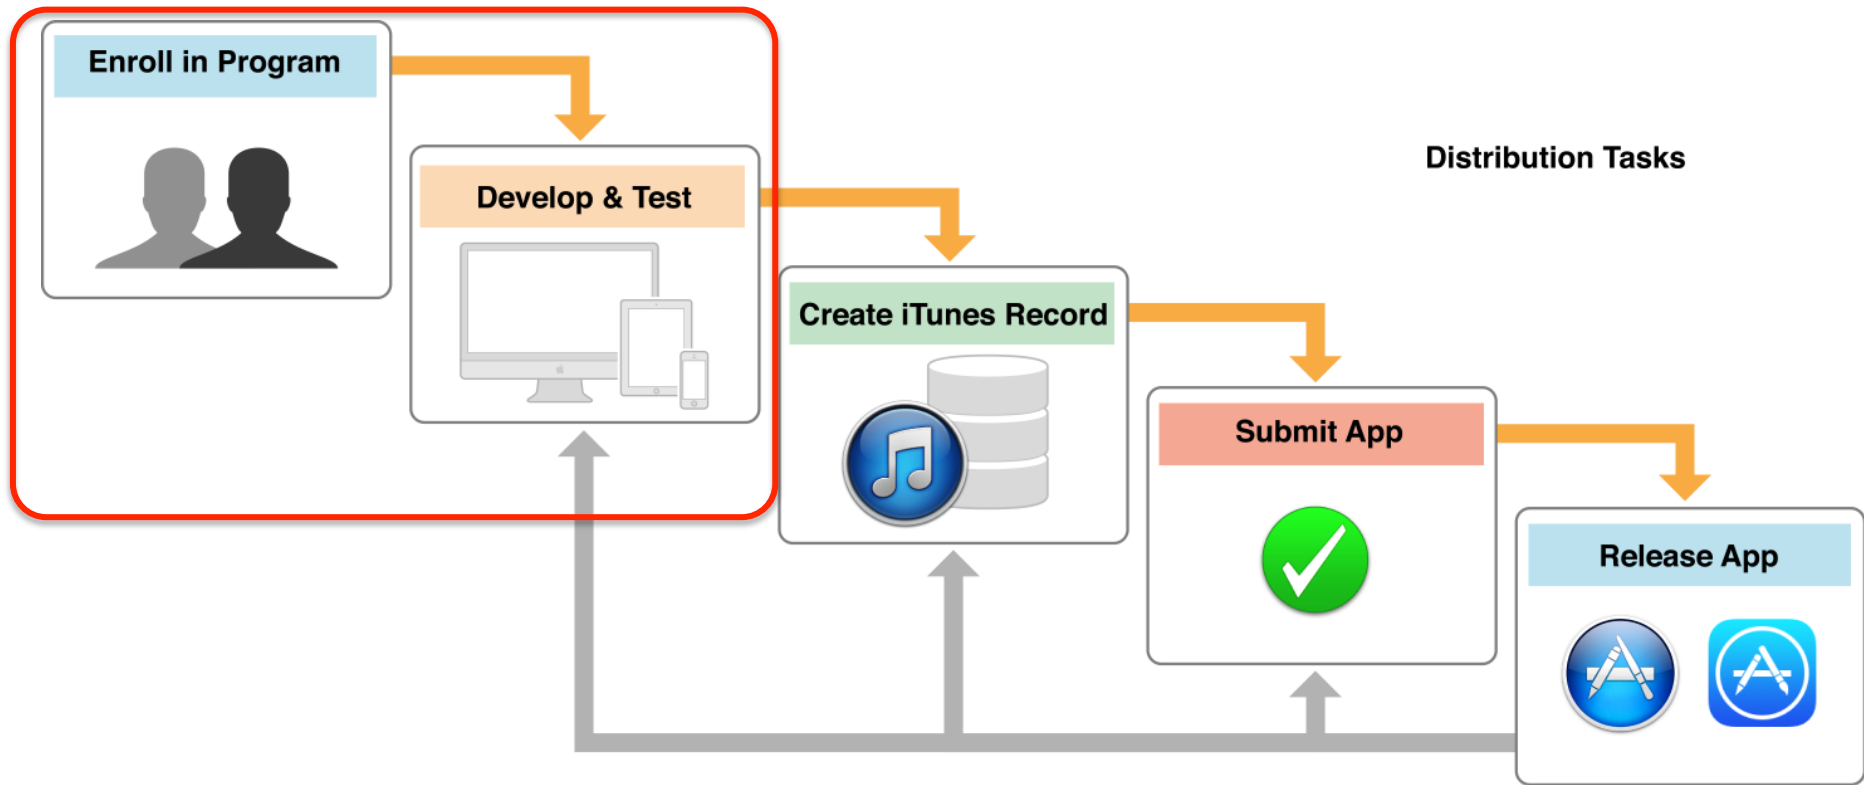 Enroll in Program
Distribution Tasks
Develop & Test
Create iTunes Record
Submit App
Release App